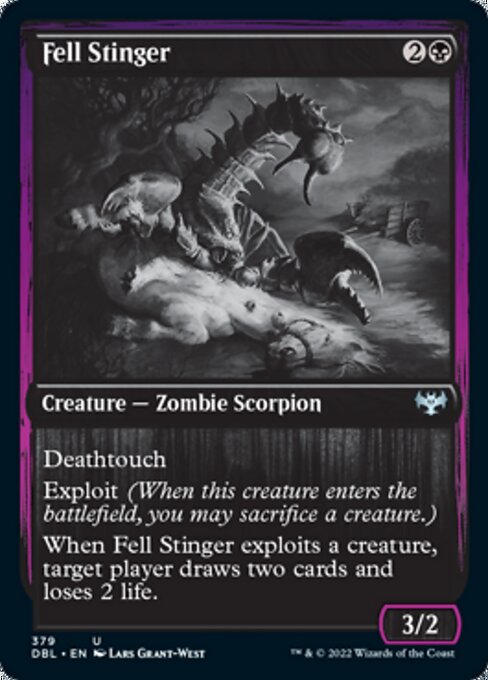 Fell Stinger 2
Creature — Zombie Scorpion
Deathtouch
Exploit (When this creature enters the
battlefield, you may sacrifice a creature.)
When Fell Stinger exploits a creature,
target player draws two cards and
loses 2 life.
3/2
379 U
DBL • EN Lars Grant-West ™ & © 2022 Wizards of the Coast